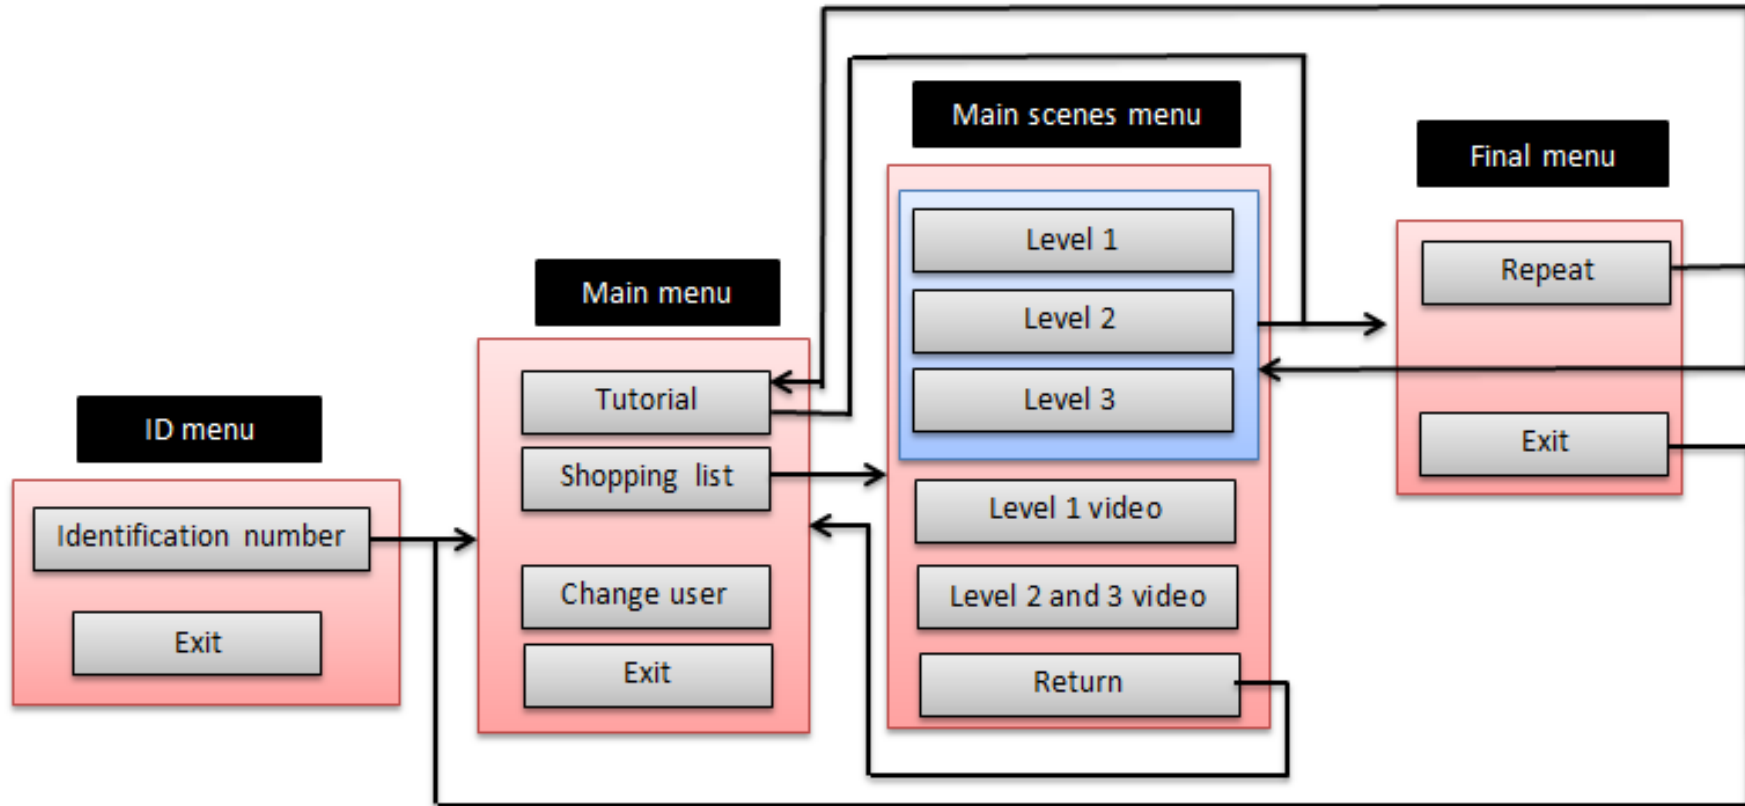 ID menu
Identification number
Exit
Main menu
Tutorial
Shopping list
Change user
Exit
Main scenes menu
Level 1
Level 2
Level 3
Level 1 video
Level 2 and 3 video
Return
Final menu
Repeat
Exit